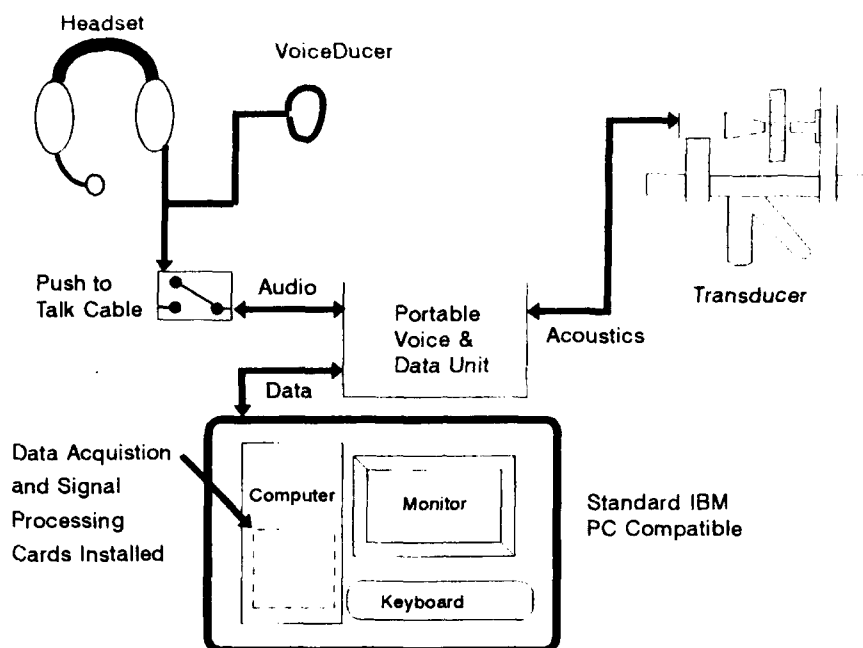 Headset
VoiceDucer
Push to
Talk Cable
Audio
Portable
Voice &
Data Unit
Acoustics
Transducer
Data
Data Acquistion
and Signal
Processing
Cards Installed
Computer
Monitor
Keyboard
Standard IBM
PC Compatible